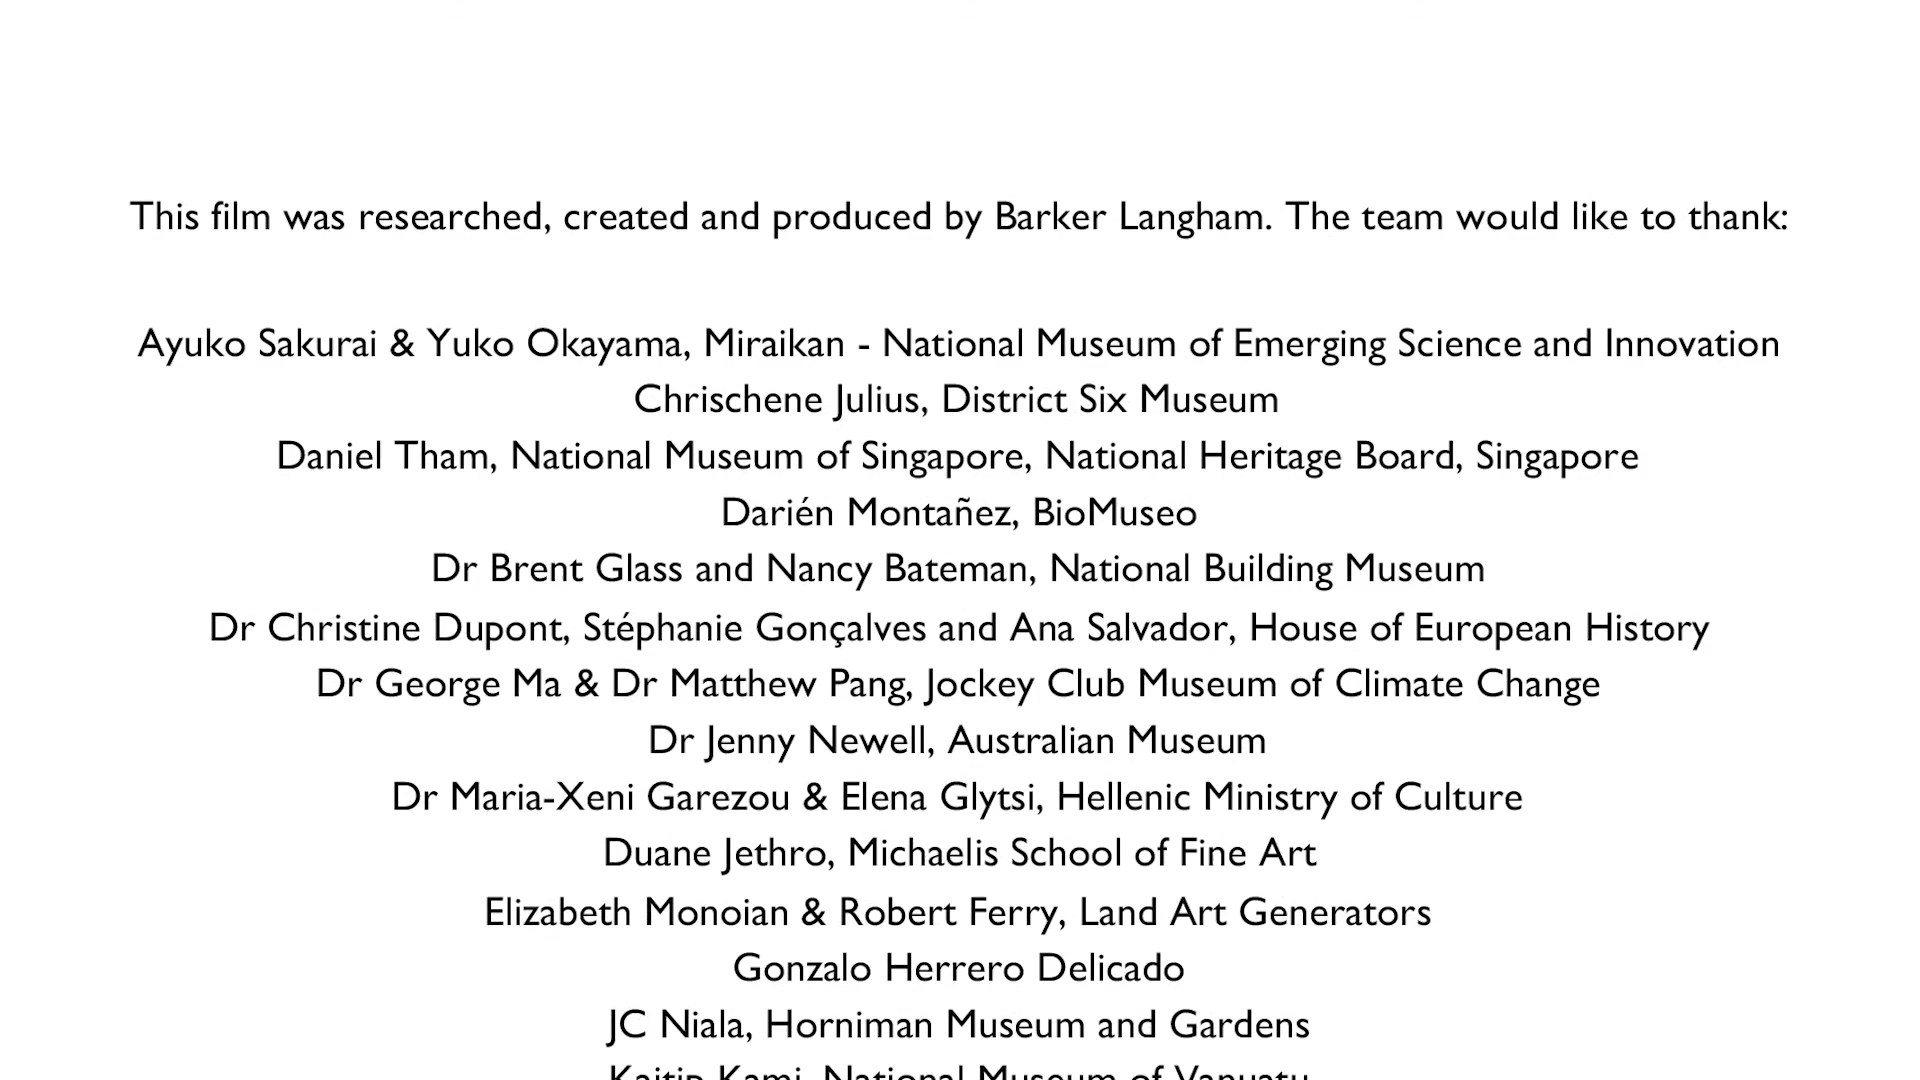 This film was researched, created and produced by Barker Langham. The team would like to thank:
Ayuko Sakurai & Yuko Okayama, Miraikan - National Museum of Emerging Science and Innovation
Chrischene Julius, District Six Museum
Daniel Tham, National Museum of Singapore, National Heritage Board, Singapore
Darién Montañez, BioMuseo
Dr Brent Glass and Nancy Bateman, National Building Museum
Dr Christine Dupont, Stéphanie Gonçalves and Ana Salvador, House of European History
Dr George Ma & Dr Matthew Pang, Jockey Club Museum of Climate Change
Dr Jenny Newell, Australian Museum
Dr Maria-Xeni Garezou & Elena Glytsi, Hellenic Ministry of Culture
Duane Jethro, Michaelis School of Fine Art
Elizabeth Monoian & Robert Ferry, Land Art Generators
Gonzalo Herrero Delicado
JC Niala, Horniman Museum and Gardens
Kaitip Kami, National Museum of Vanuatu